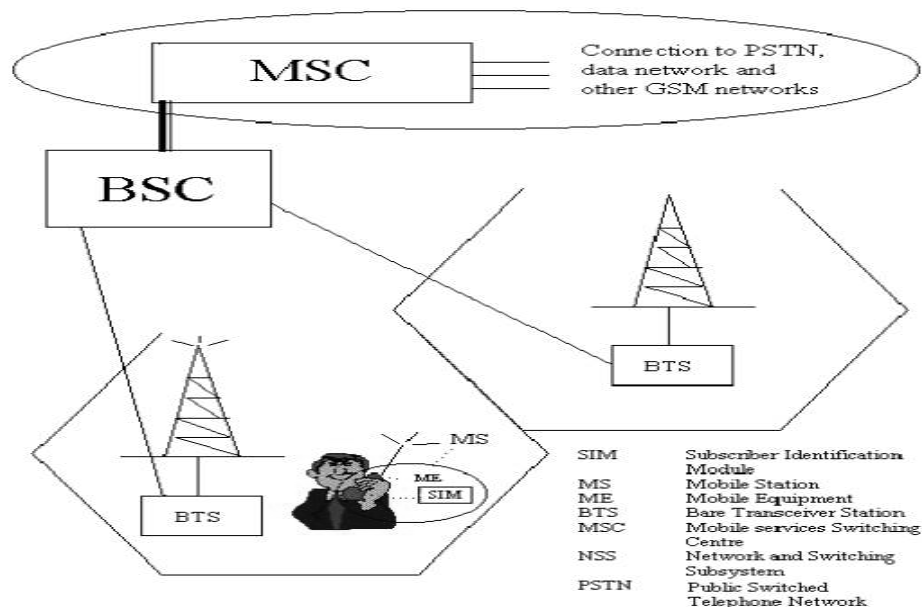 MSC
Connection to PSTN,
data network and
other GSM networks
BSC
BTS
MS
ME
SIM
BTS
SIM Subscriber Identification
Module
MS Mobile Station
ME Mobile Equipment
BTS Bare Transceiver Station
MSC Mobile services Switching
Centre
NSS Network and Switching
Subsystem
PSTN Public Switched
Telephone Network